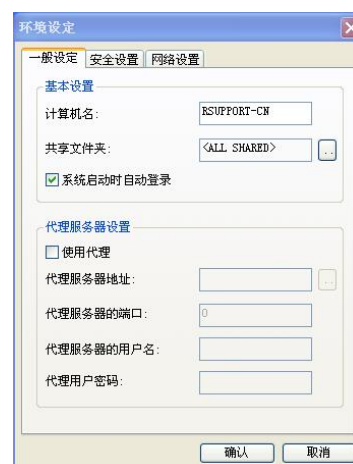 环境设定
一般设定 安全设置 网络设置
基本设置
计算机名: RSUPPORT-CN
共享文件夹: <ALL SHARED> ..
系统启动时自动登录
代理服务器设置
使用代理
代理服务器地址: ..
代理服务器的端口: 0
代理服务器的用户名:
代理用户密码:
确认 取消